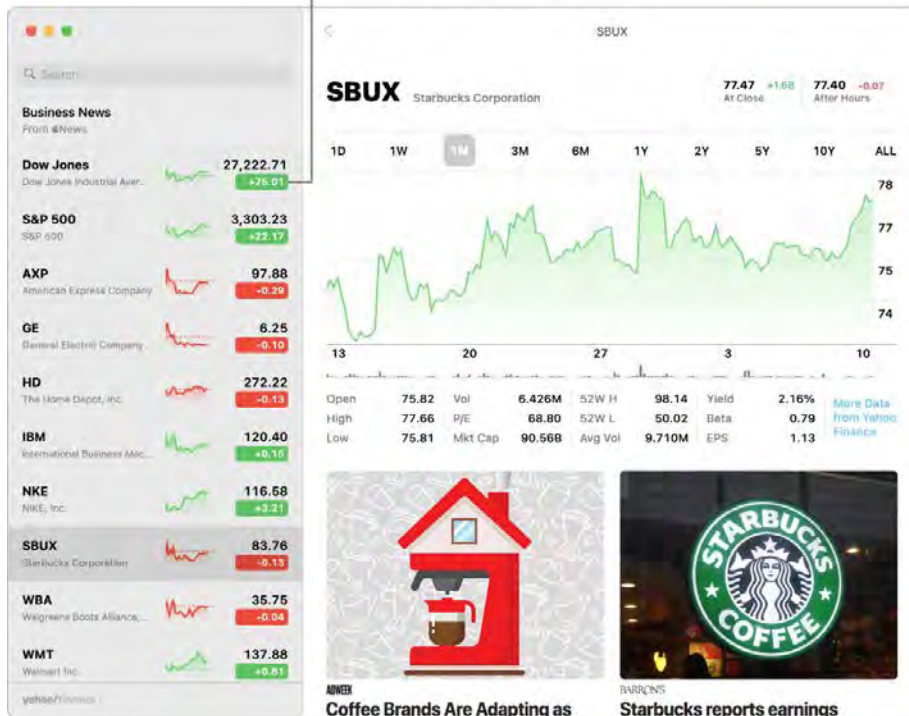 SBUX
Search
Business News
From News
Dow Jones 27,222.71
Dow Jones Industrial Aver... +75.01
S&P 500 3,303.23
S&P 500 +22.17
AXP 97.88
American Express Company -0.29
GE 6.25
General Electric Company -0.10
HD 272.22
The Home Depot, Inc. -0.13
IBM 120.40
International Business Mac... +0.15
NKE 116.58
NIKE, Inc. +3.21
SBUX 83.76
Starbucks Corporation -0.13
WBA 35.75
Walgreens Boots Alliance,... -0.04
WMT 137.88
Walmart Inc. +0.81
yahoo/finance
SBUX Starbucks Corporation
77.47 +1.68 77.40 -0.07
At Close After Hours
1D 1W 1M 3M 6M 1Y 2Y 5Y 10Y ALL
78
77
75
74
13 20 27 3 10
Open 75.82 Vol 6.426M 52W H 98.14 Yield 2.16%
High 77.66 P/E 68.80 52W L 50.02 Beta 0.79
Low 75.81 Mkt Cap 90.56B Avg Vol 9.710M EPS 1.13
More Data
from Yahoo
Finance
STARBUCKS
COFFEE
ADWEEK
Coffee Brands Are Adapting as
BARRON'S
Starbucks reports earnings